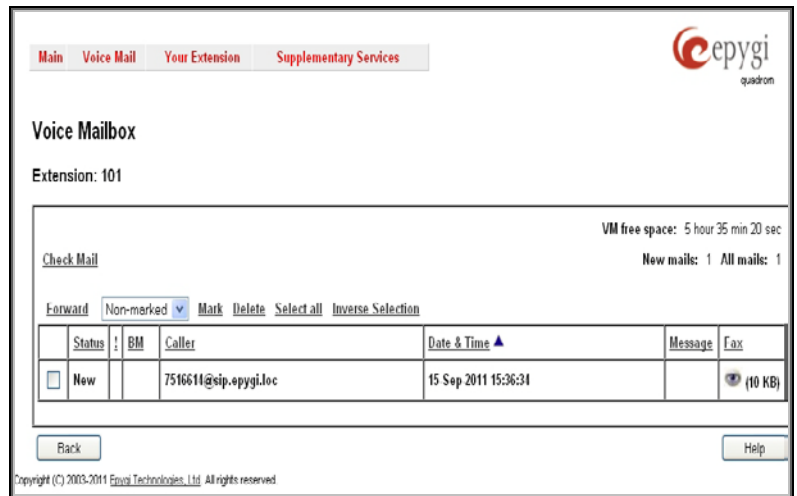 Main Voice Mail Your Extension Supplementary Services
epygi
quadrom
Voice Mailbox
Extension: 101
VM free space: 5 hour 35 min 20 sec
Check Mail
New mails: 1 All mails: 1
Forward Non-marked Mark Delete Select all Inverse Selection
Status ! BM Caller Date & Time Message Fax
New 7516614@sip.epygi.loc 15-Sep-2011 15:36:34 (10 KB)
Back Help
Copyright (C) 2003-2011 Epygi Technologies, Ltd. All rights reserved.